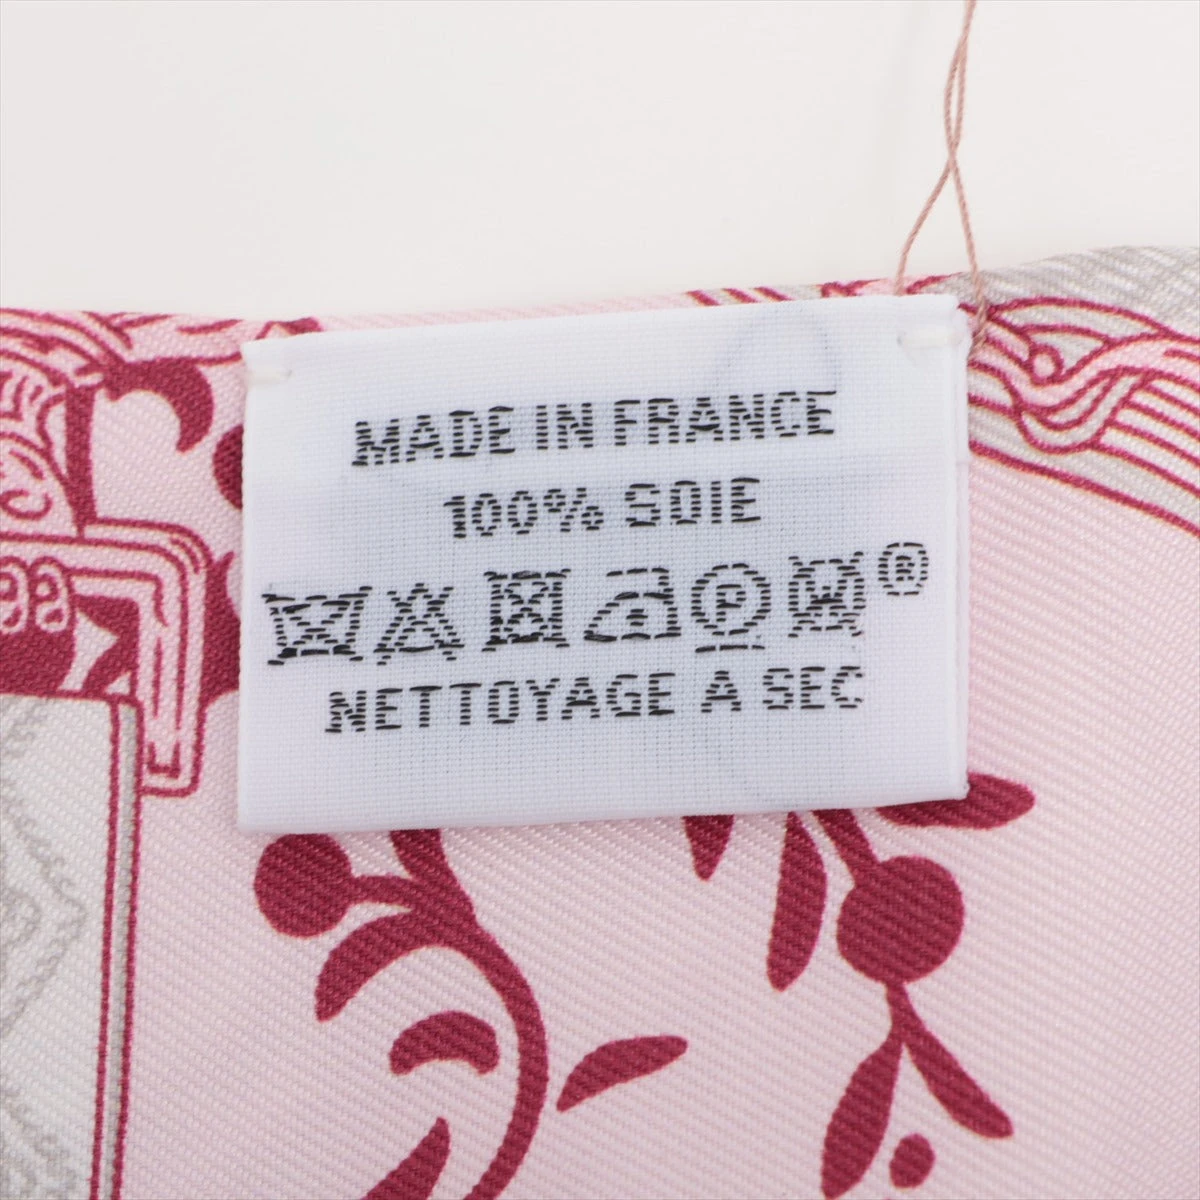 MADE IN FRANCE
100% SOIE
P W ®
NETTOYAGE A SEC